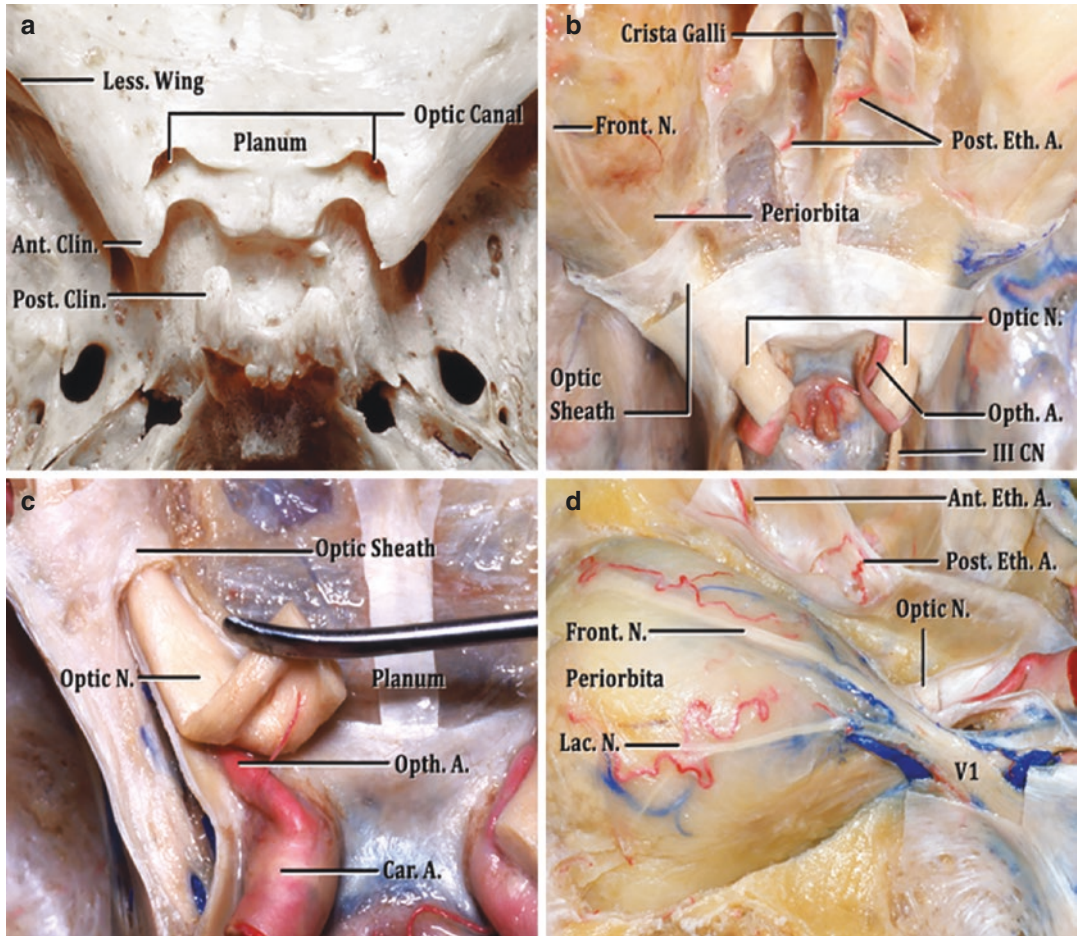 a
Less. Wing
Optic Canal
Planum
Ant. Clin.
Post. Clin.
b
Crista Galli
Front. N.
Post. Eth. A.
Periorbita
Optic N.
Optic
Sheath
Opth. A.
III CN
c
Optic Sheath
Optic N.
Planum
Opth. A.
Car. A.
d
Ant. Eth. A.
Post. Eth. A.
Optic N.
Front. N.
Periorbita
Lac. N.
V1